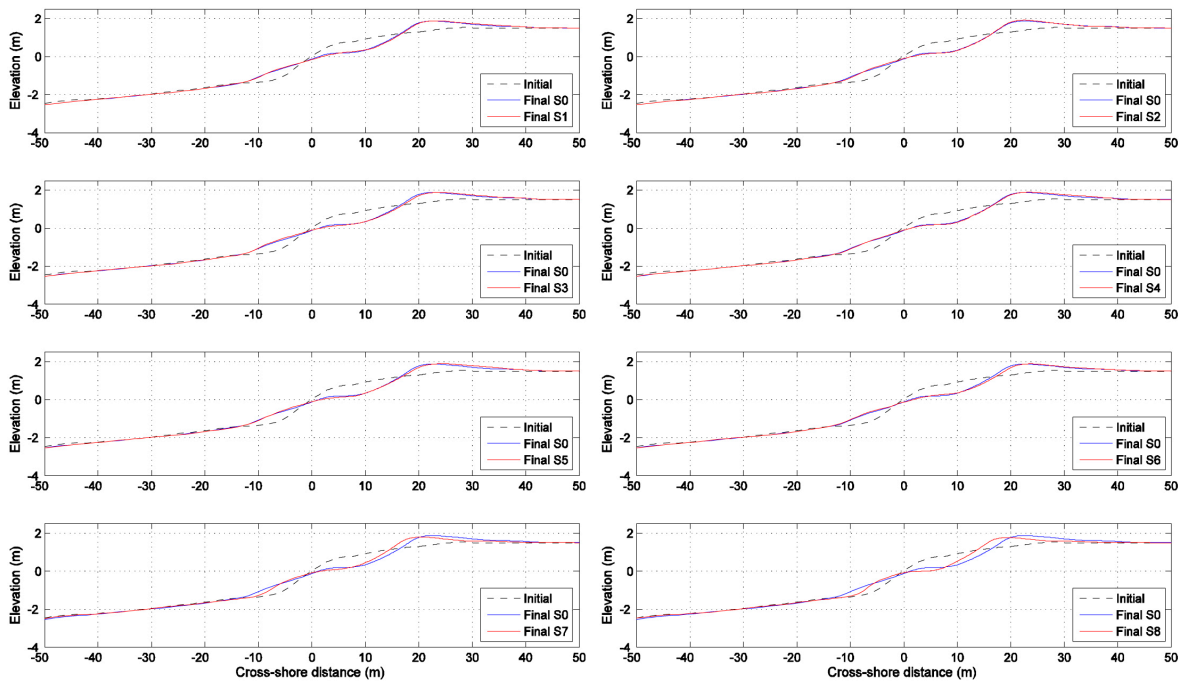 2
0
-2
-4
Elevation (m)
-50 -40 -30 -20 -10 0 10 20 30 40 50
Initial
Final S0
Final S1
2
0
-2
-4
Elevation (m)
-50 -40 -30 -20 -10 0 10 20 30 40 50
Initial
Final S0
Final S2
2
0
-2
-4
Elevation (m)
-50 -40 -30 -20 -10 0 10 20 30 40 50
Initial
Final S0
Final S3
2
0
-2
-4
Elevation (m)
-50 -40 -30 -20 -10 0 10 20 30 40 50
Initial
Final S0
Final S4
2
0
-2
-4
Elevation (m)
-50 -40 -30 -20 -10 0 10 20 30 40 50
Initial
Final S0
Final S5
2
0
-2
-4
Elevation (m)
-50 -40 -30 -20 -10 0 10 20 30 40 50
Initial
Final S0
Final S6
2
0
-2
-4
Elevation (m)
-50 -40 -30 -20 -10 0 10 20 30 40 50
Cross-shore distance (m)
Initial
Final S0
Final S7
2
0
-2
-4
Elevation (m)
-50 -40 -30 -20 -10 0 10 20 30 40 50
Cross-shore distance (m)
Initial
Final S0
Final S8